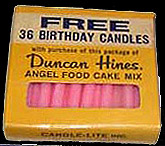 FREE
36 BIRTHDAY CANDLES
with purchase of this package of
Duncan Hines
ANGEL FOOD CAKE MIX
CANDLE-LITE INC.